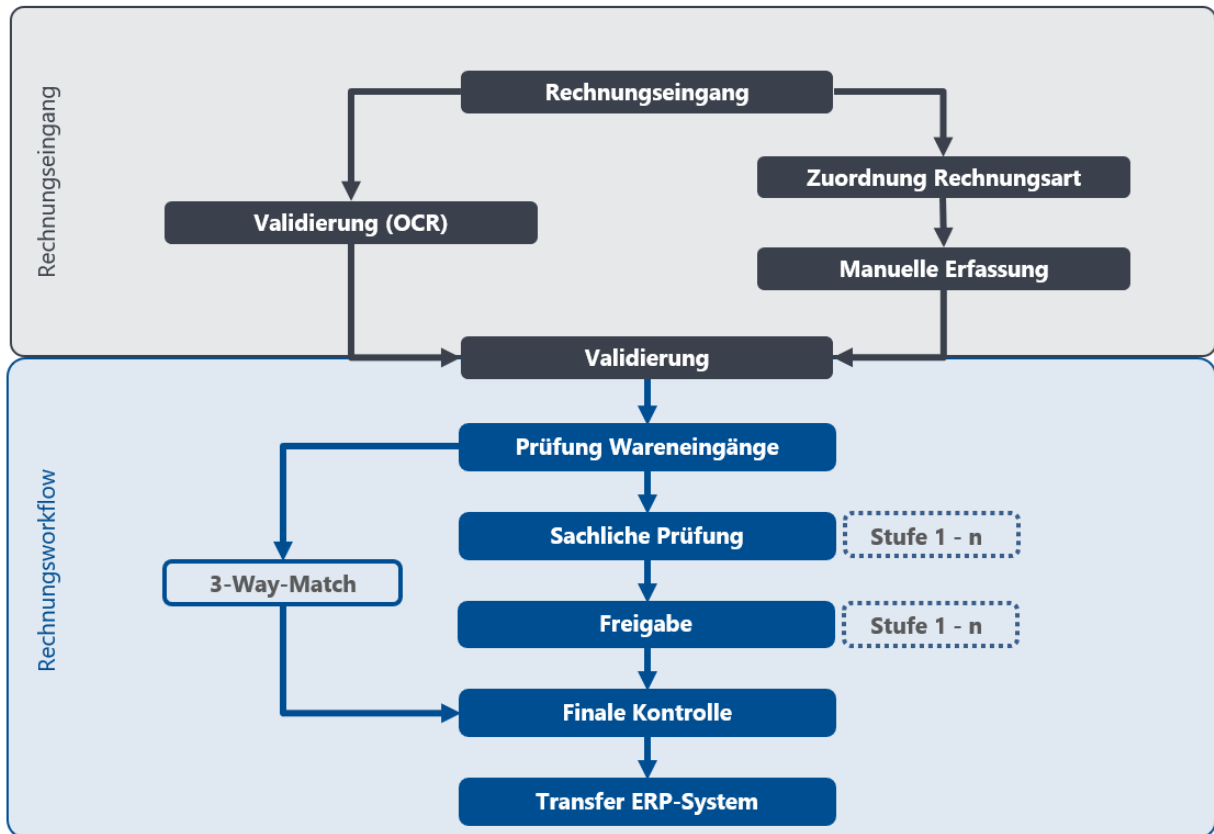 Rechnungseingang
Rechnungseingang
Zuordnung Rechnungsart
Validierung (OCR)
Manuelle Erfassung
Validierung
Rechnungsworkflow
Prüfung Wareneingänge
Sachliche Prüfung
Stufe 1 - n
3-Way-Match
Freigabe
Stufe 1 - n
Finale Kontrolle
Transfer ERP-System